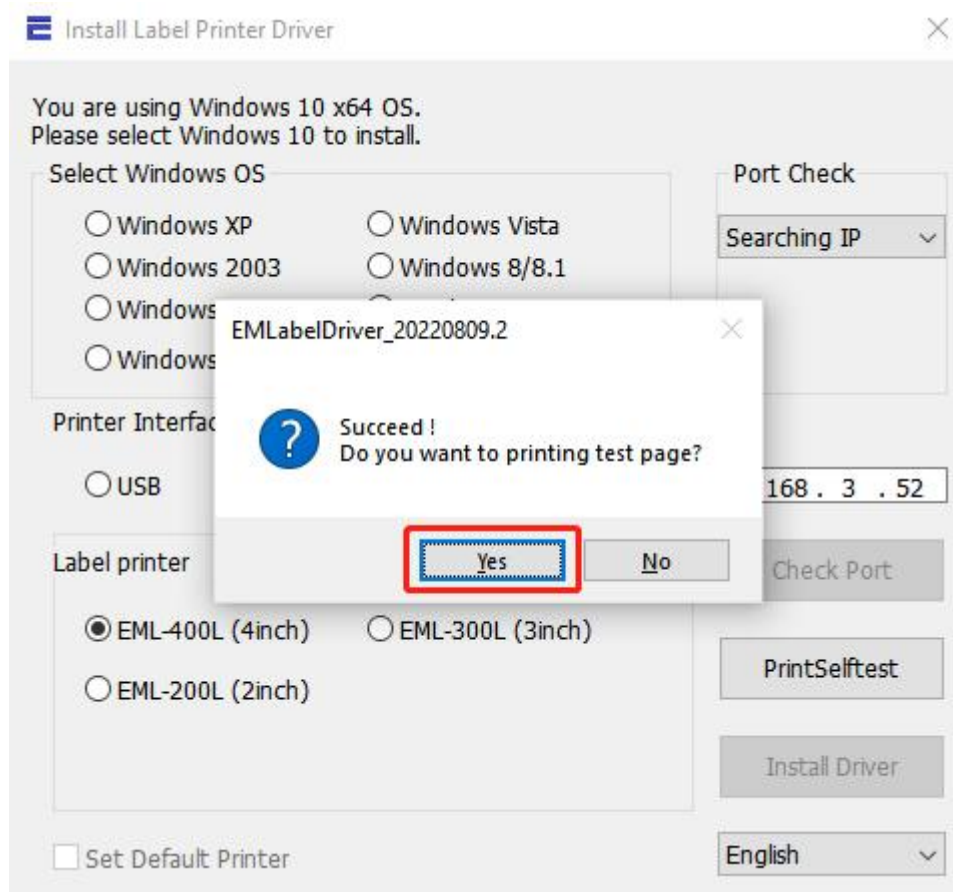 Install Label Printer Driver
You are using Windows 10 x64 OS.
Please select Windows 10 to install.
Select Windows OS
Port Check
Windows XP
Windows Vista
Searching IP
Windows 2003
Windows 8/8.1
Windows
EMLabelDriver_20220809.2
Windows
Succeed !
Do you want to printing test page?
Printer
USB
168 . 3 . 52
Yes
No
Label printer
Check Port
EML-400L (4inch)
EML-300L (3inch)
PrintSelftest
EML-200L (2inch)
Install Driver
Set Default Printer
English